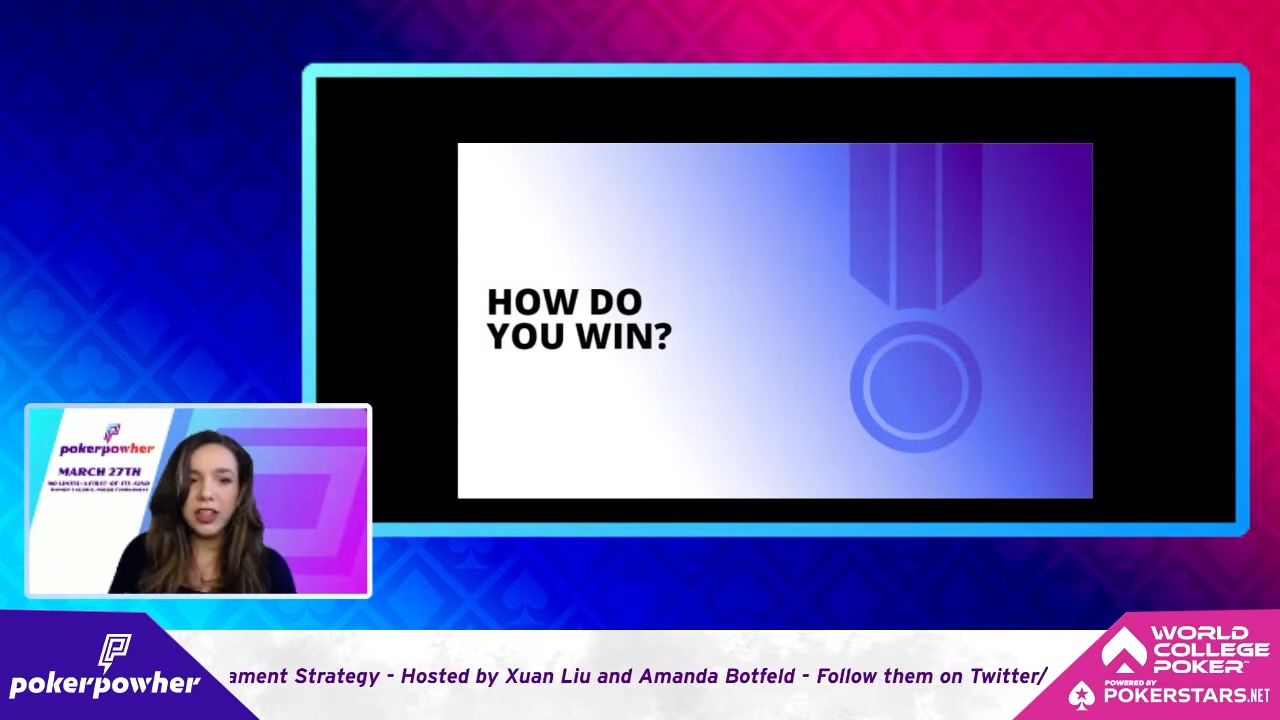 HOW DO
YOU WIN?
pokerpowher
MARCH 27TH
pokerpowher
ament Strategy - Hosted by Xuan Liu and Amanda Botfeld - Follow them on Twitter/
WORLD
COLLEGE
POKER
POWERED BY
POKERSTARS.NET